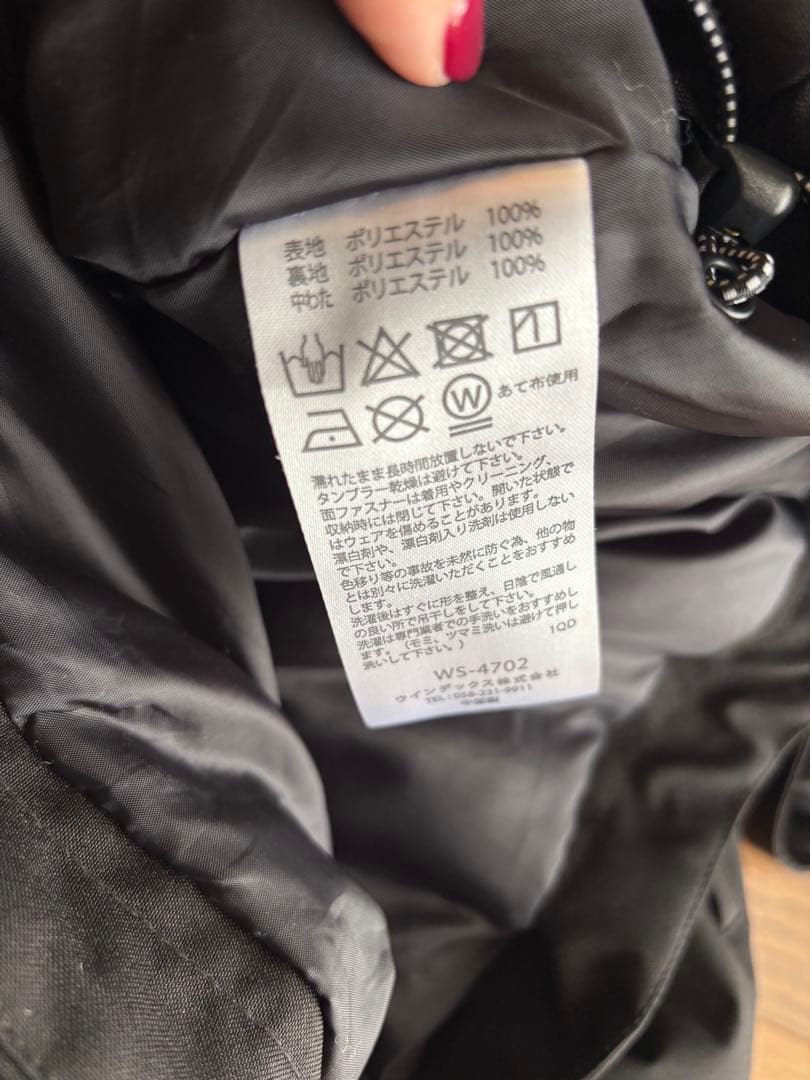 表地 ポリエステル 100%
裏地 ポリエステル 100%
中わた ポリエステル 100%
W
あて布使用
濡れたまま長時間放置しないで下さい。
タンブラー乾燥は避けて下さい。
面ファスナーは着用やクリーニング、
収納時には閉じて下さい。開いた状態で
はウェアを傷めることがあります。
漂白剤や、漂白剤入り洗剤は使用しない
で下さい。
色移り等の事故を未然に防ぐ為、他の物
とは別々に洗濯いただくことをおすすめ
します。
洗濯後はすぐに形を整え、日陰で風通し
の良い所で吊干しをして下さい。
洗濯は専門業者での手洗いをおすすめし
ます。（モミ、ツマミ洗いは避けて押し
洗いして下さい。） 1QD
WS-4702
ウインデックス株式会社
TEL:058-231-9911
中国製